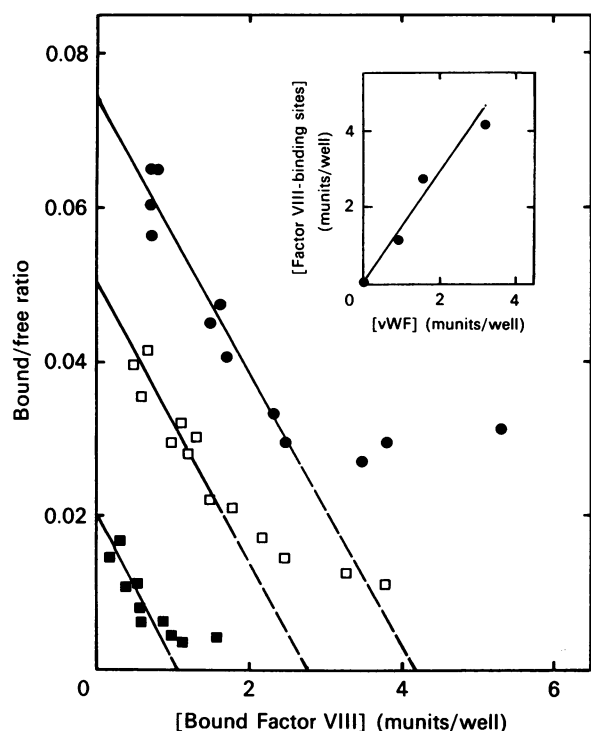 0.08
0.06
0.04
0.02
0
2
4
6
Bound/free ratio
[Bound Factor VIII] (munits/well)
[Factor VIII-binding sites]
(munits/well)
4
2
0
2
4
[vWF] (munits/well)